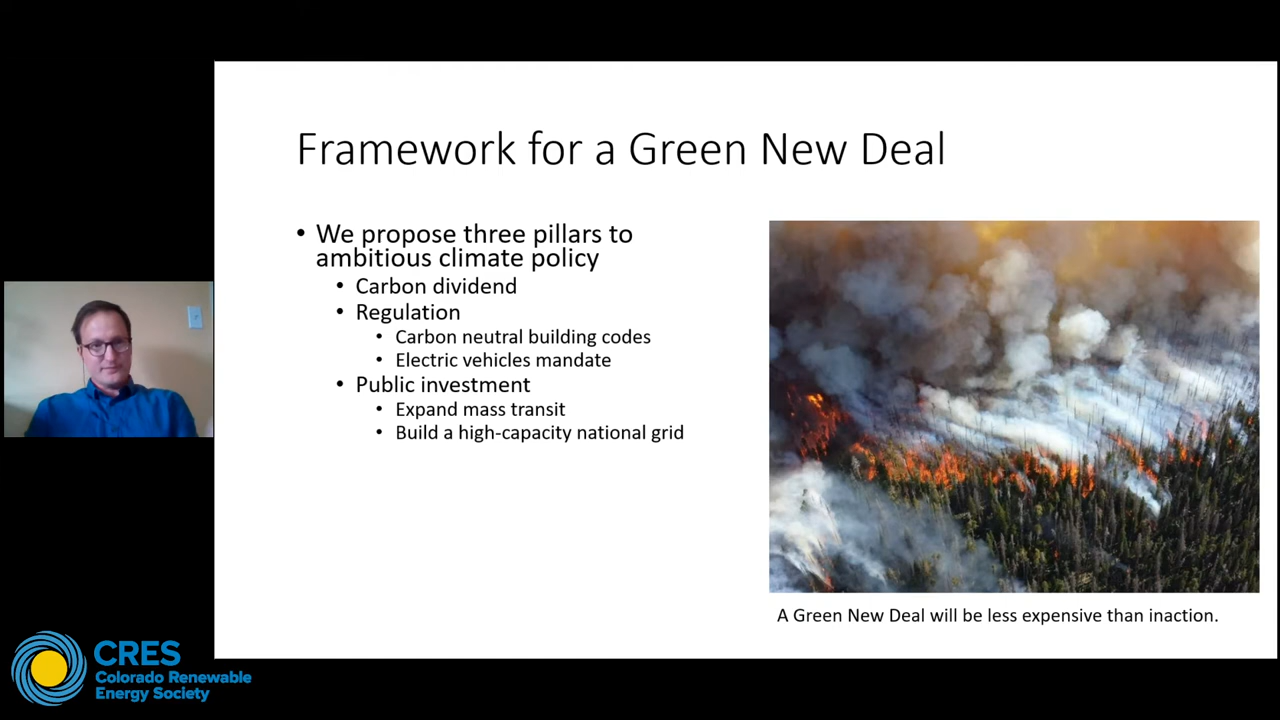 Framework for a Green New Deal
• We propose three pillars to
ambitious climate policy
• Carbon dividend
• Regulation
• Carbon neutral building codes
• Electric vehicles mandate
• Public investment
• Expand mass transit
• Build a high-capacity national grid
A Green New Deal will be less expensive than inaction.
CRES
Colorado Renewable
Energy Society